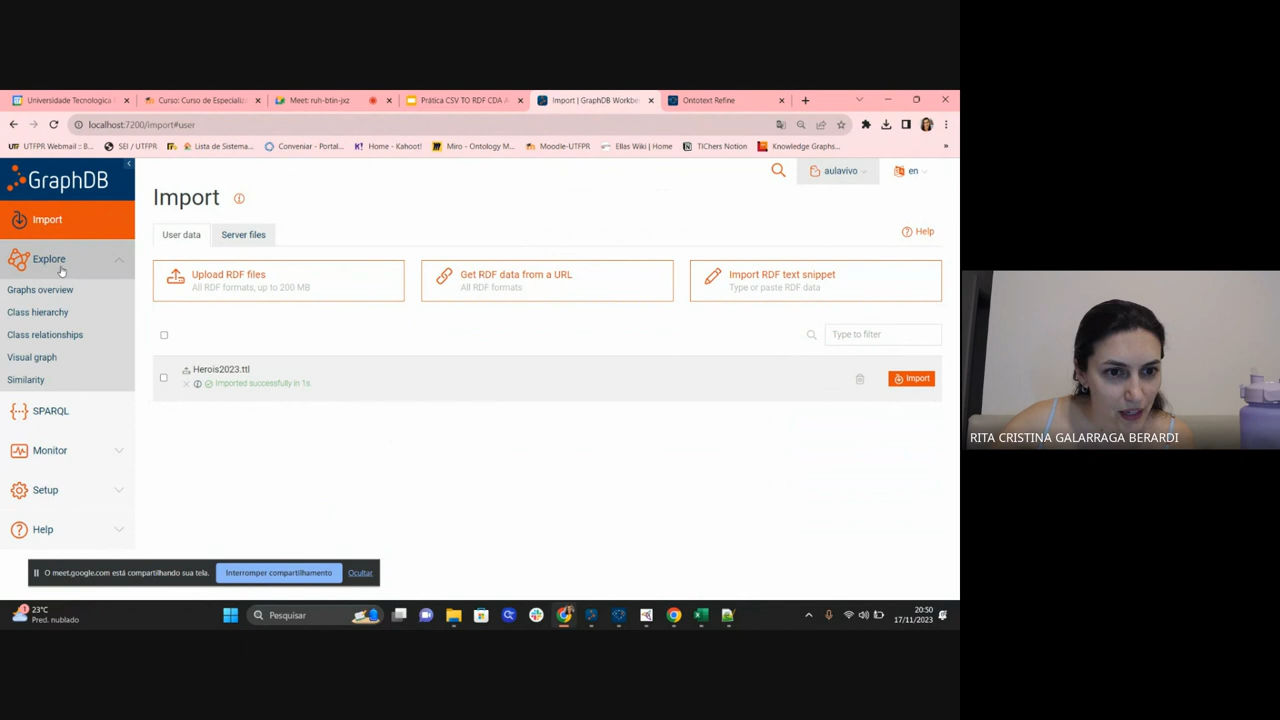 Universidade Tecnologica
Curso: Curso de Especializ
Meet: ruh-btin-jxz
Prática CSV TO RDF CDA A
Import | GraphDB Workbe
Ontotext Refine
localhost:7200/import#user
UTFPR Webmail :: B...
SEI / UTFPR
Lista de Sistema...
Conveniar - Portal...
Home - Kahoot!
Miro - Ontology M...
Moodle-UTFPR
Ellas Wiki | Home
TIChers Notion
Knowledge Graphs...
GraphDB
aulavivo
en
Import
Import
User data
Server files
Help
Explore
Upload RDF files
All RDF formats, up to 200 MB
Get RDF data from a URL
All RDF formats
Import RDF text snippet
Type or paste RDF data
Graphs overview
Class hierarchy
Class relationships
Visual graph
Similarity
Type to filter
Herois2023.ttl
Imported successfully in 1s
Import
SPARQL
Monitor
Setup
Help
RITA CRISTINA GALARRAGA BERARDI
O meet.google.com está compartilhando sua tela.
Interromper compartilhamento
Ocultar
23°C
Pred. nublado
Pesquisar
20:50
17/11/2023